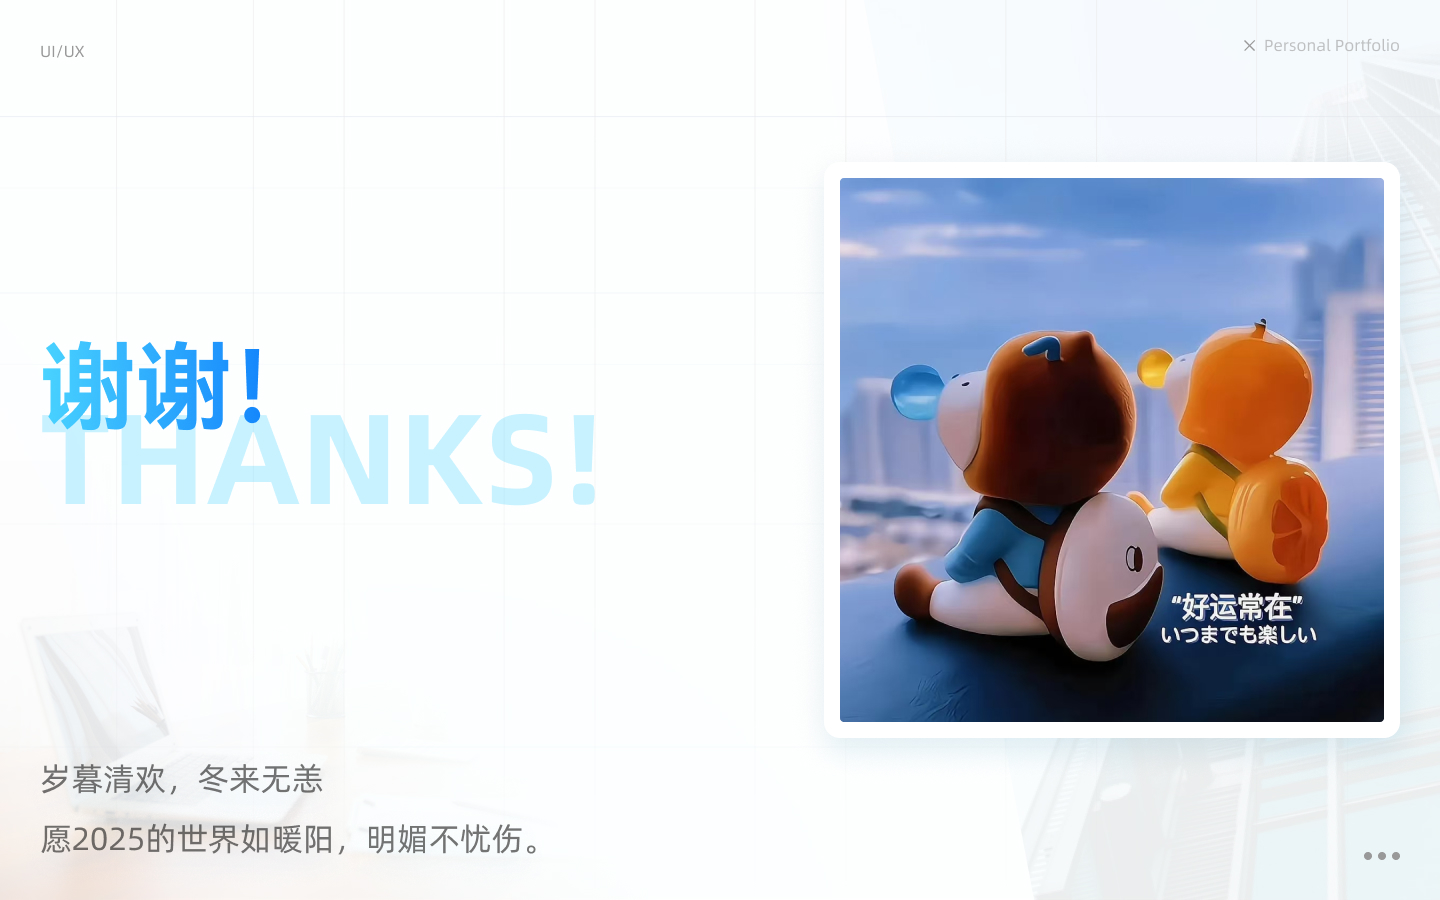 UI/UX
Personal Portfolio
谢谢!
THANKS!
“好运常在”
いつまでも楽しい
岁暮清欢，冬来无恙
愿2025的世界如暖阳，明媚不忧伤。